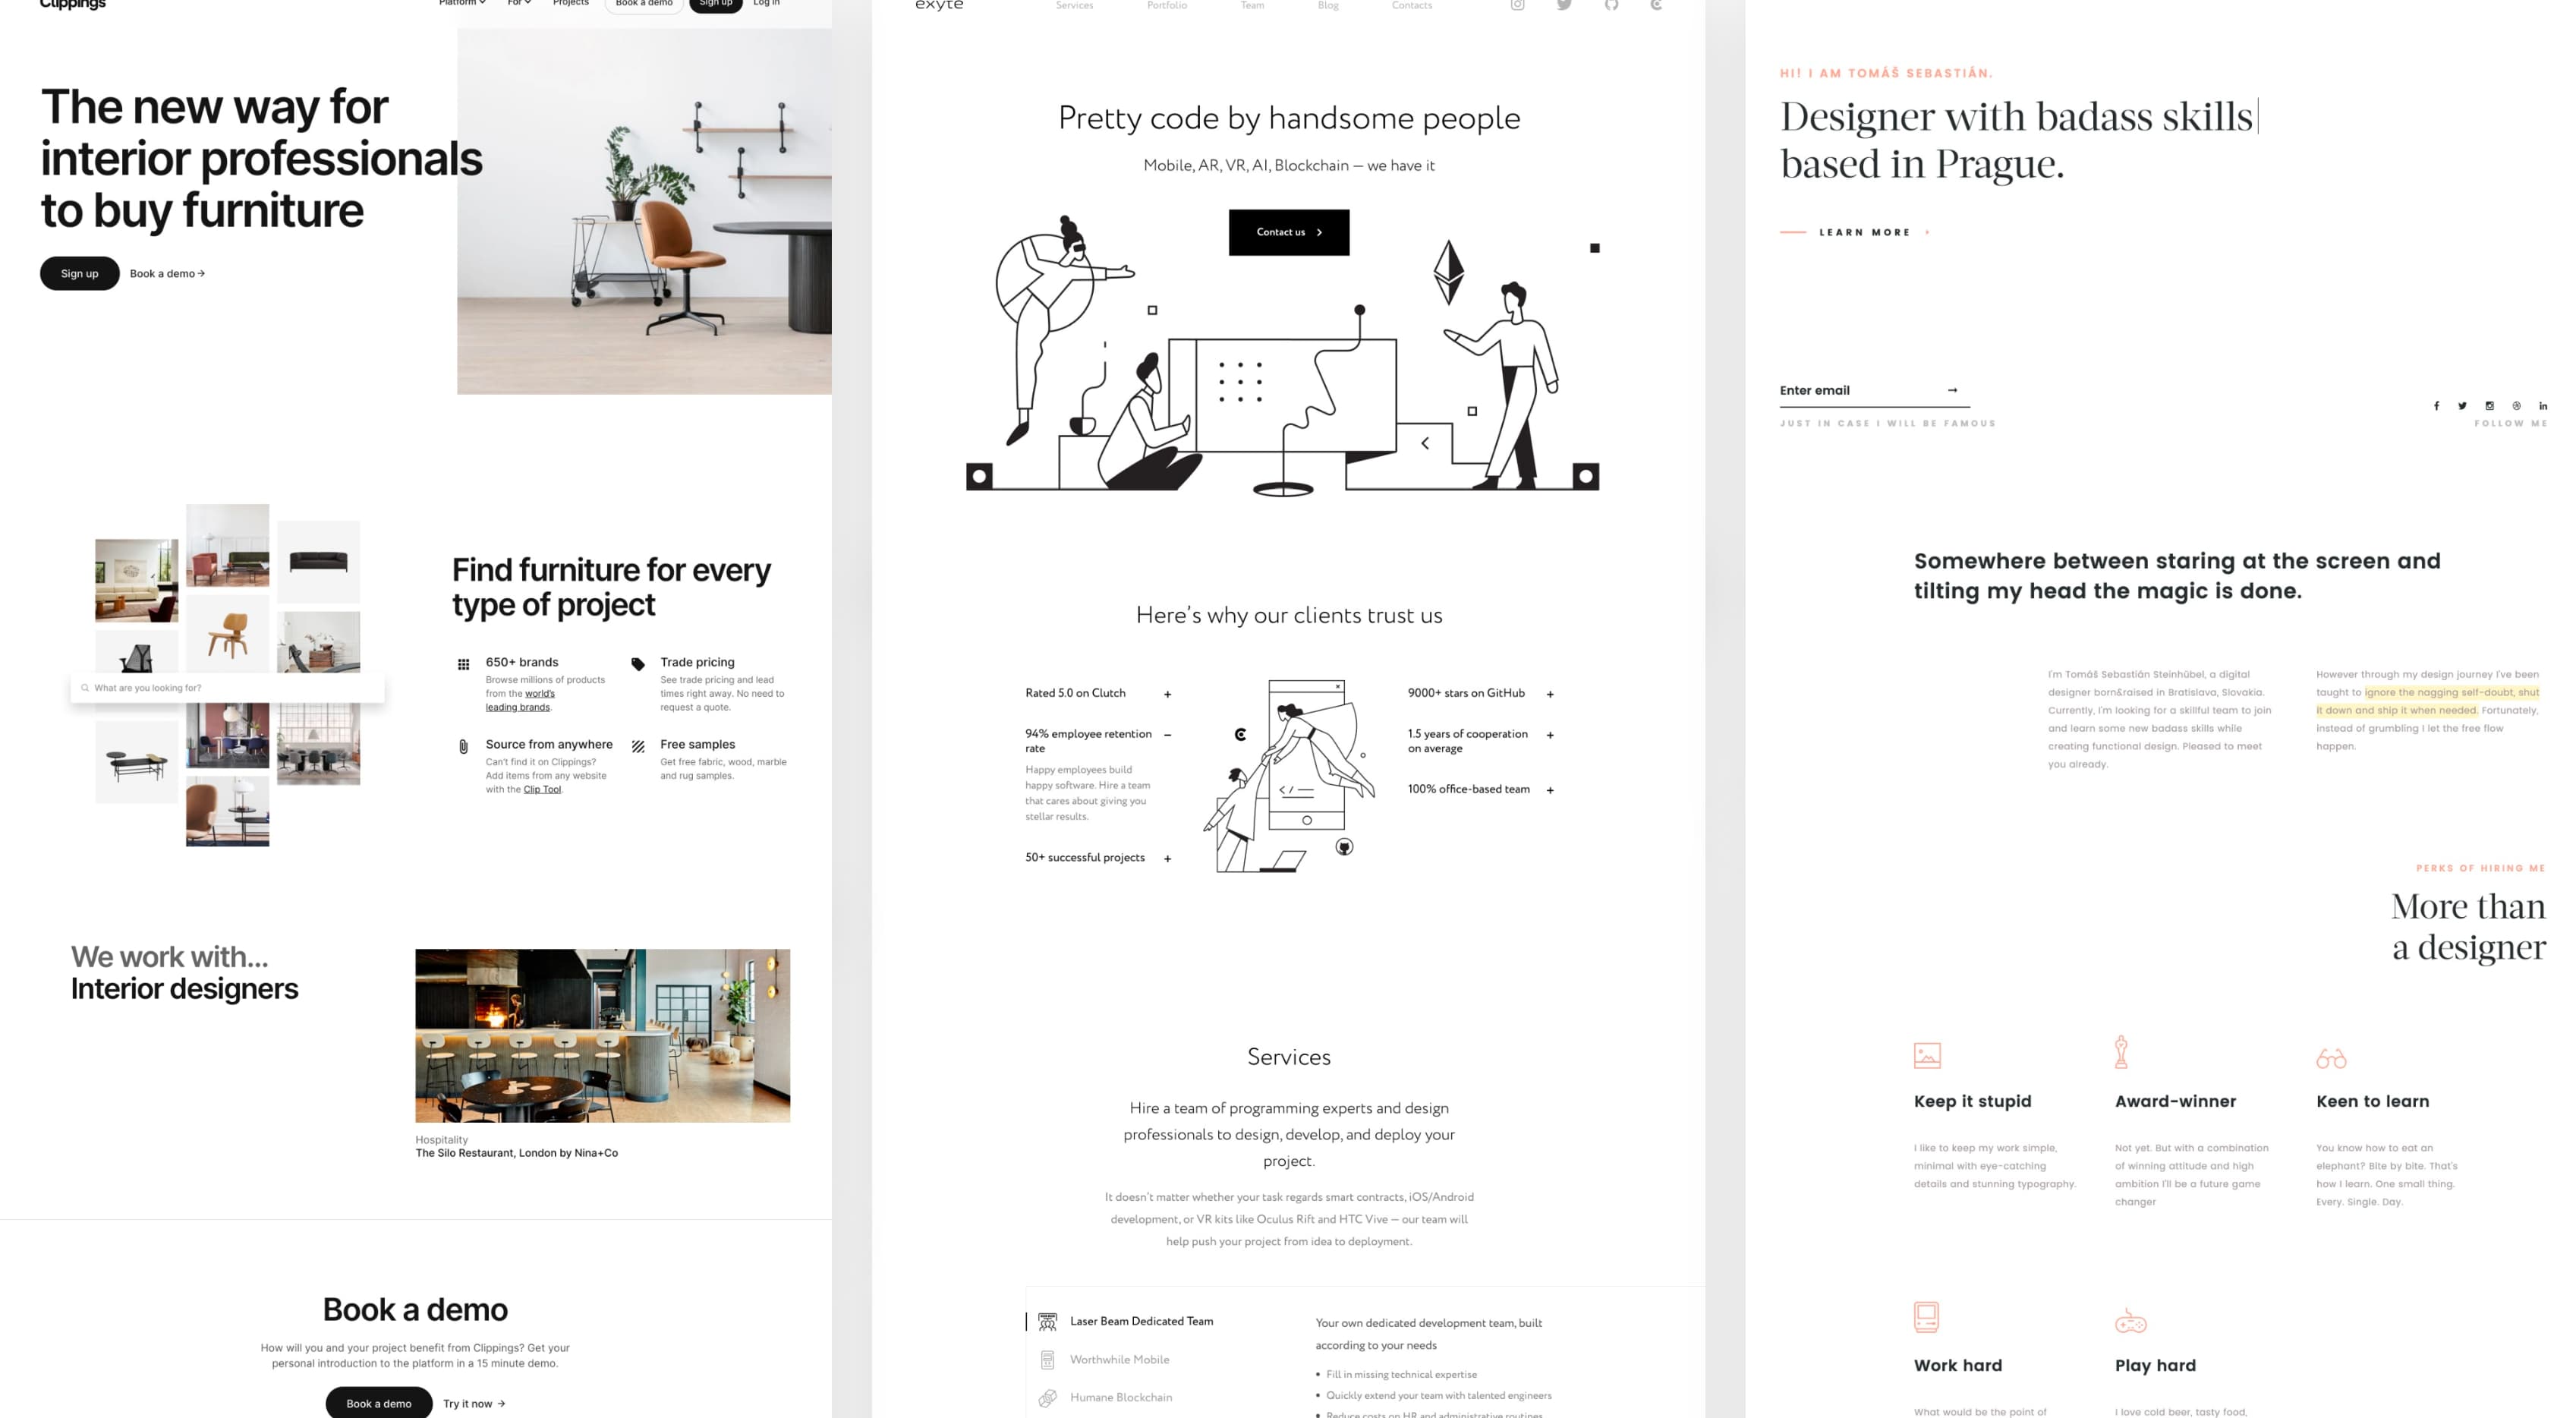 Clippings
Platform
For
Projects
Book a demo
Sign up
Log in
The new way for
interior professionals
to buy furniture
Sign up
Book a demo →
What are you looking for?
Find furniture for every
type of project
650+ brands
Browse millions of products
from the world's
leading brands.
Trade pricing
See trade pricing and lead
times right away. No need to
request a quote.
Source from anywhere
Can't find it on Clippings?
Add items from any website
with the Clip Tool.
Free samples
Get free fabric, wood, marble
and rug samples.
We work with...
Interior designers
Hospitality
The Silo Restaurant, London by Nina+Co
Book a demo
How will you and your project benefit from Clippings? Get your
personal introduction to the platform in a 15 minute demo.
Book a demo
Try it now →
exyte
Services
Portfolio
Team
Blog
Contacts
Pretty code by handsome people
Mobile, AR, VR, AI, Blockchain — we have it
Contact us >
Here's why our clients trust us
Rated 5.0 on Clutch +
94% employee retention –
rate
Happy employees build
happy software. Hire a team
that cares about giving you
stellar results.
50+ successful projects +
</—
9000+ stars on GitHub +
1.5 years of cooperation +
on average
100% office-based team +
Services
Hire a team of programming experts and design
professionals to design, develop, and deploy your
project.
It doesn't matter whether your task regards smart contracts, iOS/Android
development, or VR kits like Oculus Rift and HTC Vive — our team will
help push your project from idea to deployment.
Laser Beam Dedicated Team
Worthwhile Mobile
Humane Blockchain
Your own dedicated development team, built
according to your needs
• Fill in missing technical expertise
• Quickly extend your team with talented engineers
• Reduce costs on HR and administrative routines
HI! I AM TOMÁŠ SEBASTIÁN.
Designer with badass skills|
based in Prague.
LEARN MORE
Enter email →
JUST IN CASE I WILL BE FAMOUS
FOLLOW ME
Somewhere between staring at the screen and
tilting my head the magic is done.
I'm Tomáš Sebastián Steinhübel, a digital
designer born&raised in Bratislava, Slovakia.
Currently, I'm looking for a skillful team to join
and learn some new badass skills while
creating functional design. Pleased to meet
you already.
However through my design journey I've been
taught to ignore the nagging self-doubt, shut
it down and ship it when needed. Fortunately,
instead of grumbling I let the free flow
happen.
PERKS OF HIRING ME
More than
a designer
Keep it stupid
I like to keep my work simple,
minimal with eye-catching
details and stunning typography.
Award-winner
Not yet. But with a combination
of winning attitude and high
ambition I'll be a future game
changer
Keen to learn
You know how to eat an
elephant? Bite by bite. That's
how I learn. One small thing.
Every. Single. Day.
Work hard
What would be the point of
Play hard
I love cold beer, tasty food,